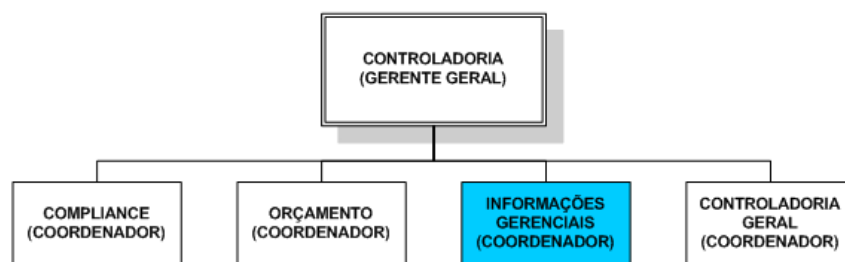 CONTROLADORIA
(GERENTE GERAL)
COMPLIANCE
(COORDENADOR)
ORÇAMENTO
(COORDENADOR)
INFORMAÇÕES
GERENCIAIS
(COORDENADOR)
CONTROLADORIA
GERAL
(COORDENADOR)